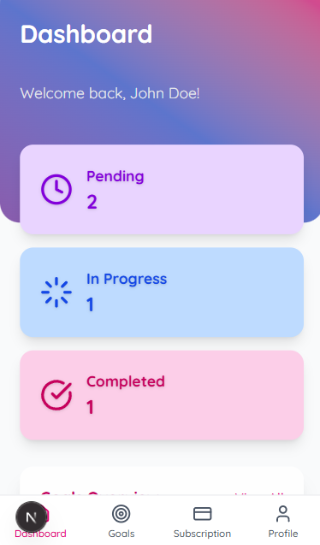 Dashboard
Welcome back, John Doe!
Pending
2
In Progress
1
Completed
1
N
Dashboard
Goals
Subscription
Profile